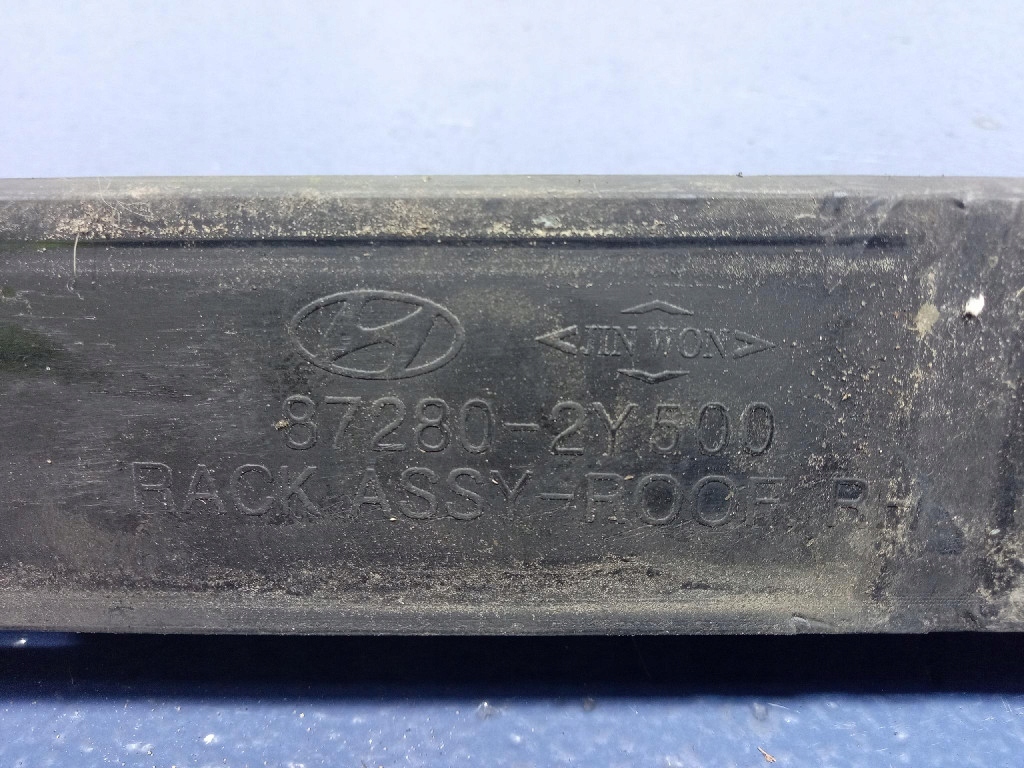 JIN WON
87280-2Y500
RACK ASSY-ROOF, RH